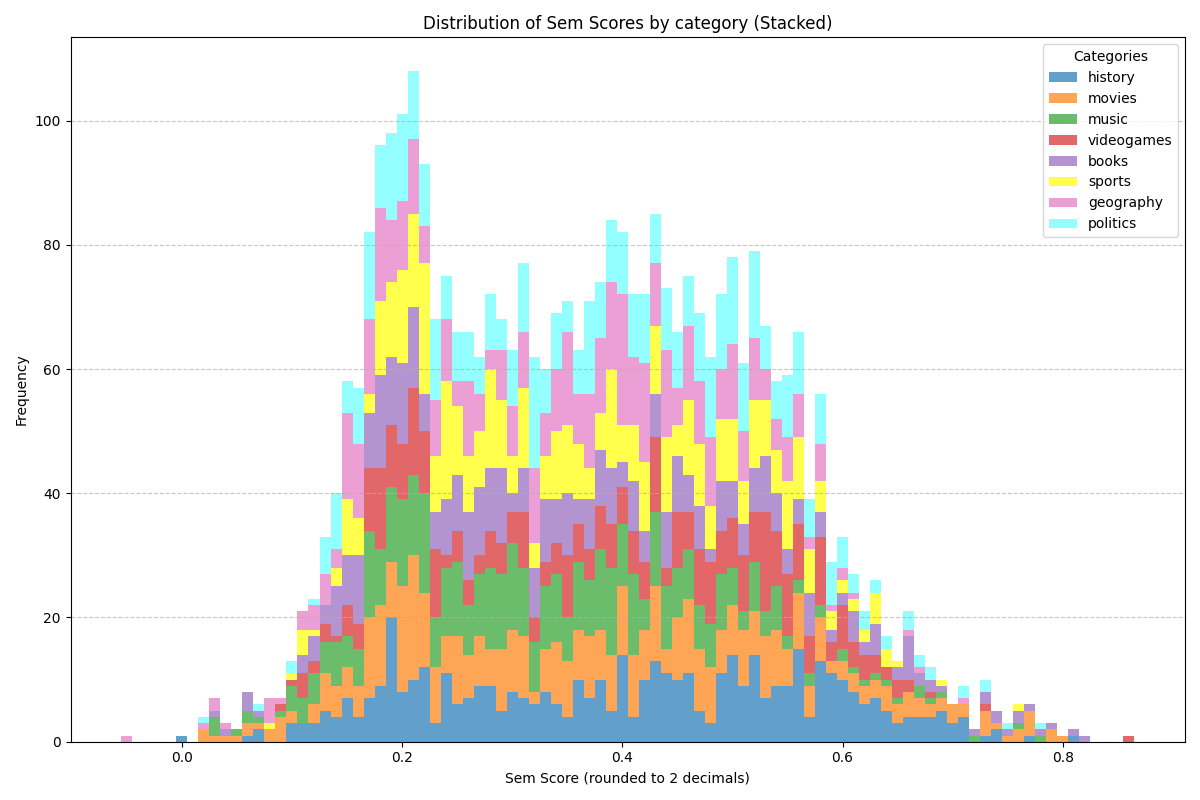 Distribution of Sem Scores by category (Stacked)
Categories
history
movies
music
videogames
books
sports
geography
politics
Frequency
100
80
60
40
20
0
0.0 0.2 0.4 0.6 0.8
Sem Score (rounded to 2 decimals)